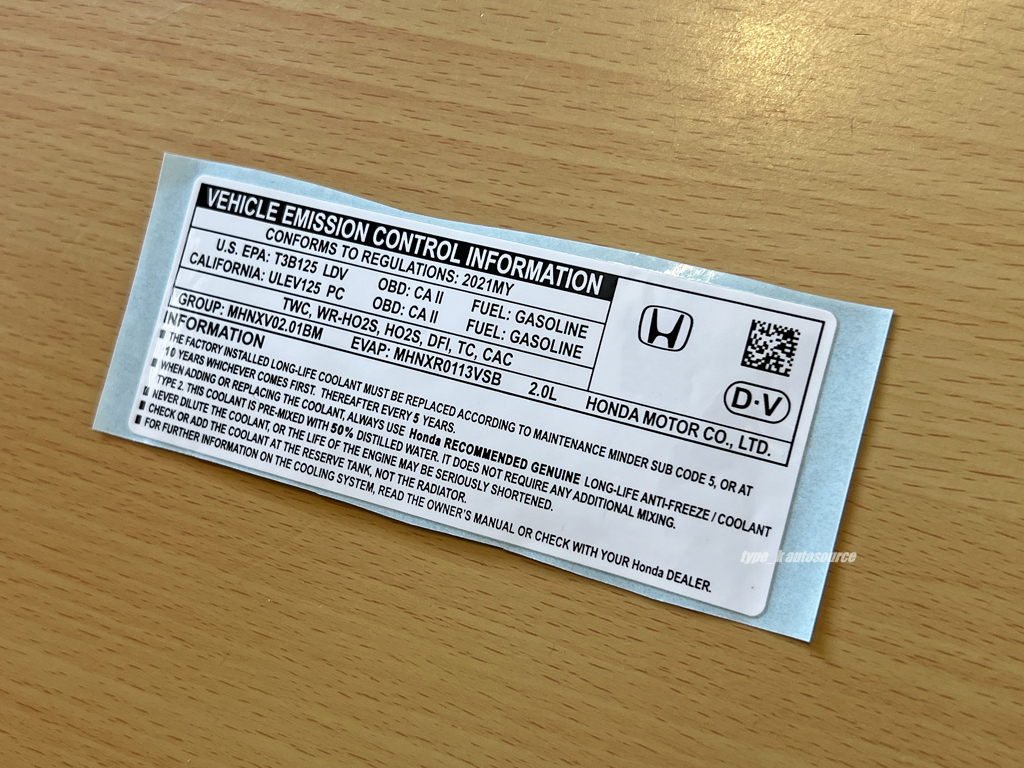 VEHICLE EMISSION CONTROL INFORMATION
CONFORMS TO REGULATIONS: 2021MY
U.S. EPA: T3B125 LDV OBD: CA II FUEL: GASOLINE
CALIFORNIA: ULEV125 PC OBD: CA II FUEL: GASOLINE
TWC, WR-HO2S, HO2S, DFI, TC, CAC
GROUP: MHNXV02.01BM EVAP: MHNXR0113VSB 2.0L HONDA MOTOR CO., LTD.
D·V
INFORMATION
THE FACTORY INSTALLED LONG-LIFE COOLANT MUST BE REPLACED ACCORDING TO MAINTENANCE MINDER SUB CODE 5, OR AT
10 YEARS WHICHEVER COMES FIRST. THEREAFTER EVERY 5 YEARS.
WHEN ADDING OR REPLACING THE COOLANT, ALWAYS USE Honda RECOMMENDED GENUINE LONG-LIFE ANTI-FREEZE / COOLANT
TYPE 2. THIS COOLANT IS PRE-MIXED WITH 50% DISTILLED WATER. IT DOES NOT REQUIRE ANY ADDITIONAL MIXING.
NEVER DILUTE THE COOLANT, OR THE LIFE OF THE ENGINE MAY BE SERIOUSLY SHORTENED.
CHECK OR ADD THE COOLANT AT THE RESERVE TANK, NOT THE RADIATOR.
FOR FURTHER INFORMATION ON THE COOLING SYSTEM, READ THE OWNER'S MANUAL OR CHECK WITH YOUR Honda DEALER.
type_k autosource